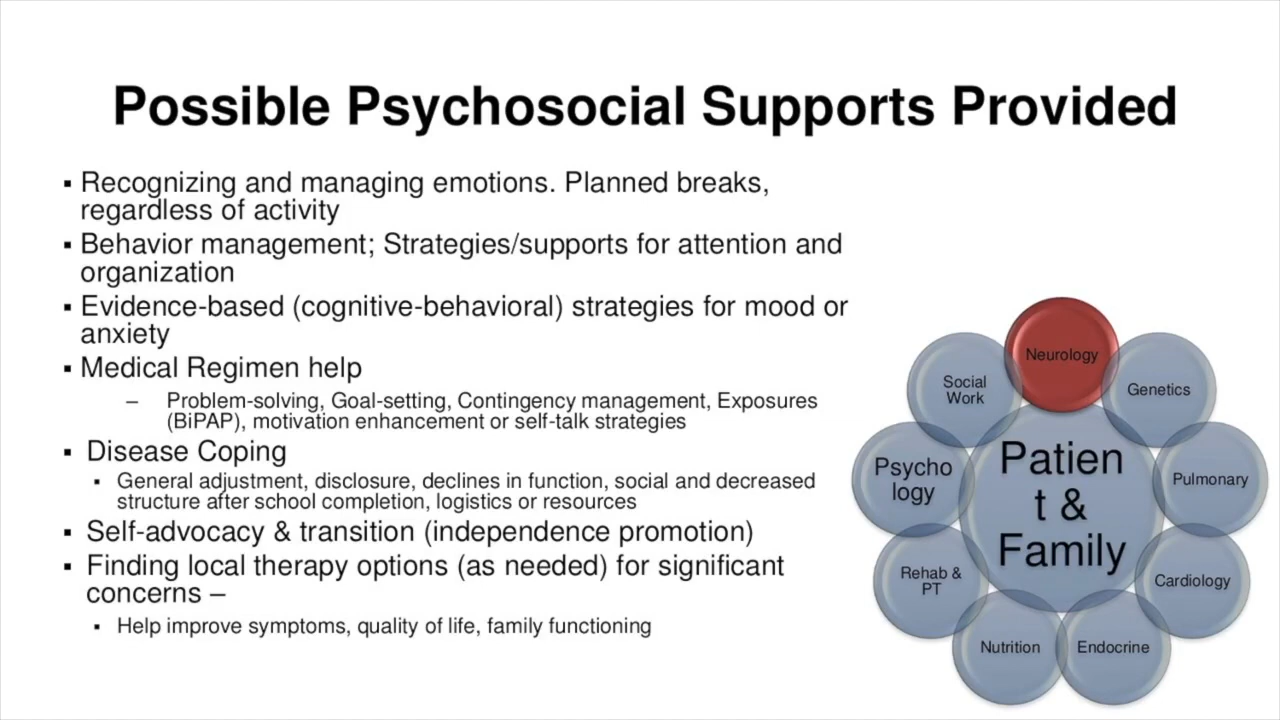 Possible Psychosocial Supports Provided
▪ Recognizing and managing emotions. Planned breaks,
regardless of activity
▪ Behavior management; Strategies/supports for attention and
organization
▪ Evidence-based (cognitive-behavioral) strategies for mood or
anxiety
▪ Medical Regimen help
– Problem-solving, Goal-setting, Contingency management, Exposures
(BiPAP), motivation enhancement or self-talk strategies
▪ Disease Coping
▪ General adjustment, disclosure, declines in function, social and decreased
structure after school completion, logistics or resources
▪ Self-advocacy & transition (independence promotion)
▪ Finding local therapy options (as needed) for significant
concerns –
▪ Help improve symptoms, quality of life, family functioning
Neurology
Genetics
Pulmonary
Cardiology
Endocrine
Nutrition
Rehab &
PT
Psycho
logy
Social
Work
Patien
t &
Family